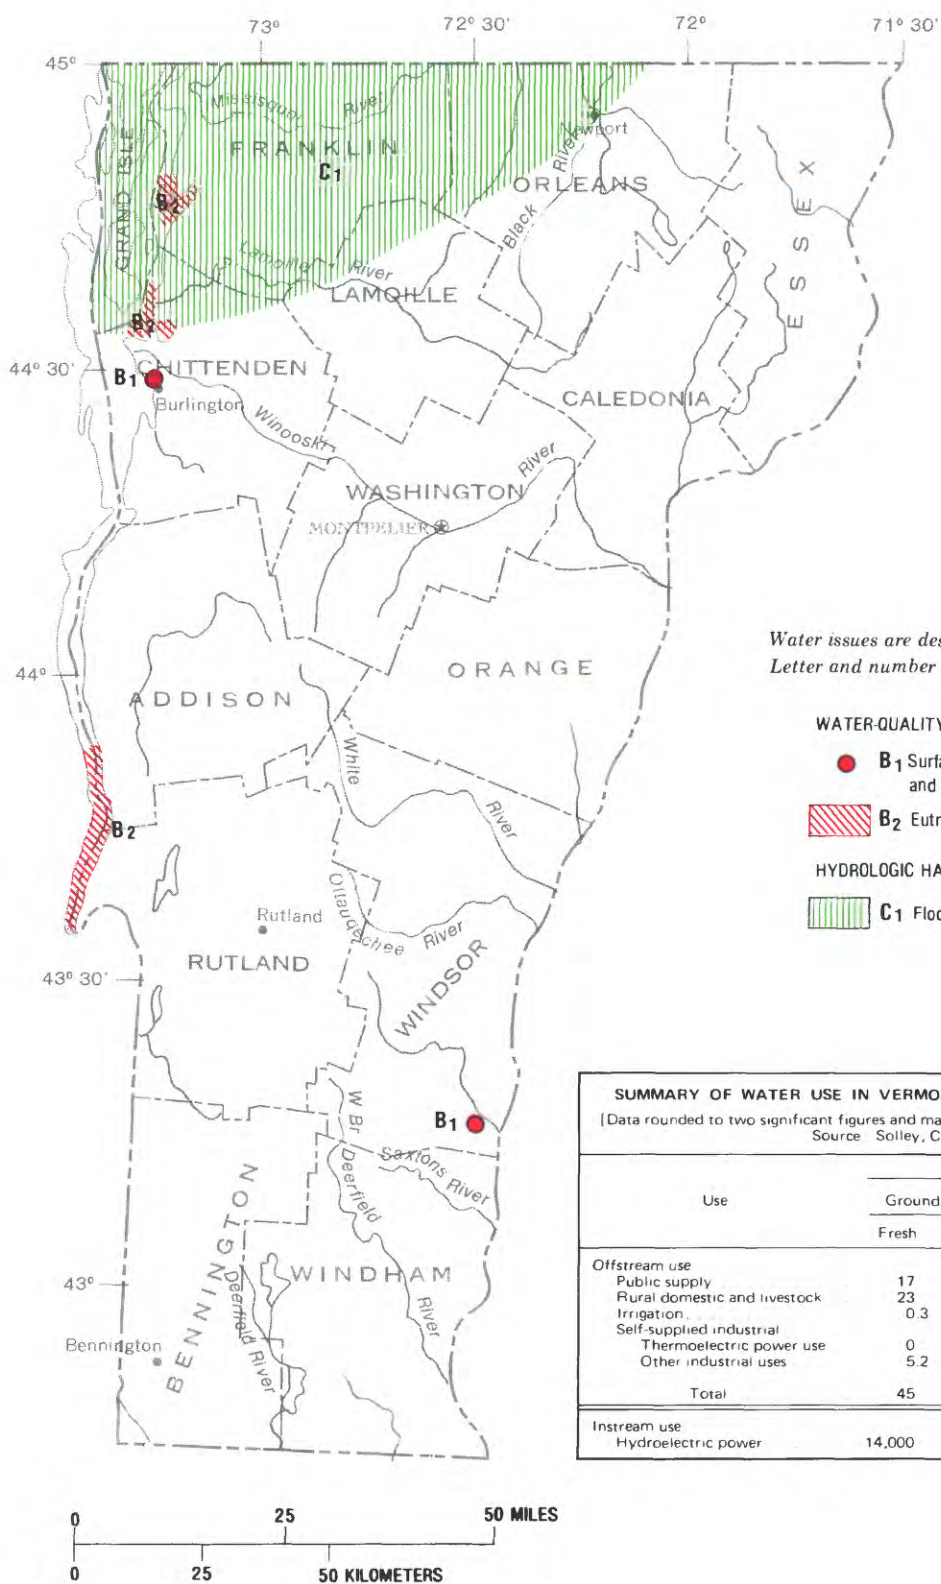 73°
72° 30'
72°
71° 30'
45°
Missisquoi River
FRANKLIN
C1
GRAND ISLE
Newport
ORLEANS
ESSEX
B2
Black River
Lamoille River
LAMOILLE
B2
44° 30'
CHITTENDEN
B1
Burlington
CALEDONIA
Winooski River
WASHINGTON
MONTPELIER
Water issues are des
Letter and number
44°
ORANGE
ADDISON
WATER-QUALITY
White River
B1 Surfa
and
B2
B2 Eutr
HYDROLOGIC HA
C1 Floo
Ottauquechee River
Rutland
RUTLAND
WINDSOR
43° 30'
W Br
B1
Saxtons River
Deerfield River
BENNINGTON
WINDHAM
43°
Deerfield River
Bennington
SUMMARY OF WATER USE IN VERMO
[Data rounded to two significant figures and ma
Source Solley, C
Use Ground
Fresh
Offstream use
Public supply 17
Rural domestic and livestock 23
Irrigation. 0.3
Self-supplied industrial
Thermoelectric power use 0
Other industrial uses 5.2
Total 45
Instream use
Hydroelectric power 14,000
0 25 50 MILES
0 25 50 KILOMETERS